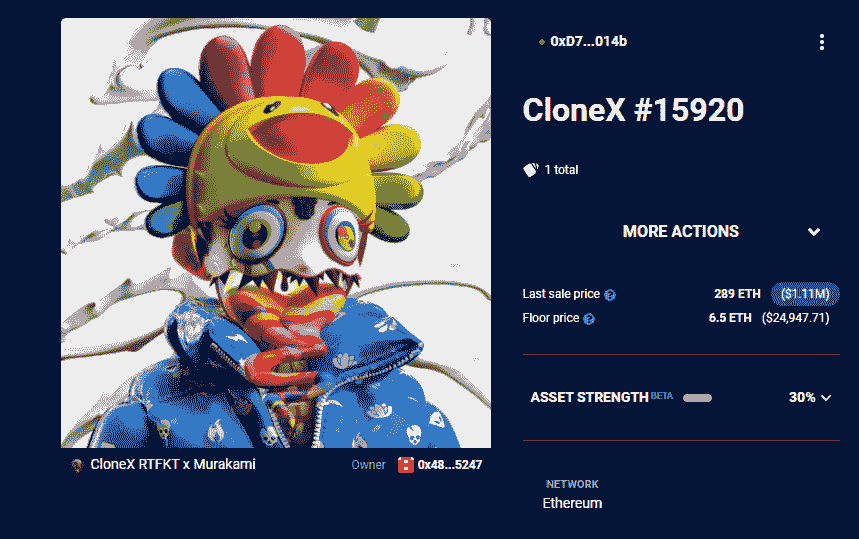 0xD7...014b
CloneX #15920
1 total
MORE ACTIONS
Last sale price ? 289 ETH ($1.11M)
Floor price ? 6.5 ETH ($24,947.71)
ASSET STRENGTH BETA 30%
CloneX RTFKT x Murakami Owner 0x48...5247
NETWORK
Ethereum